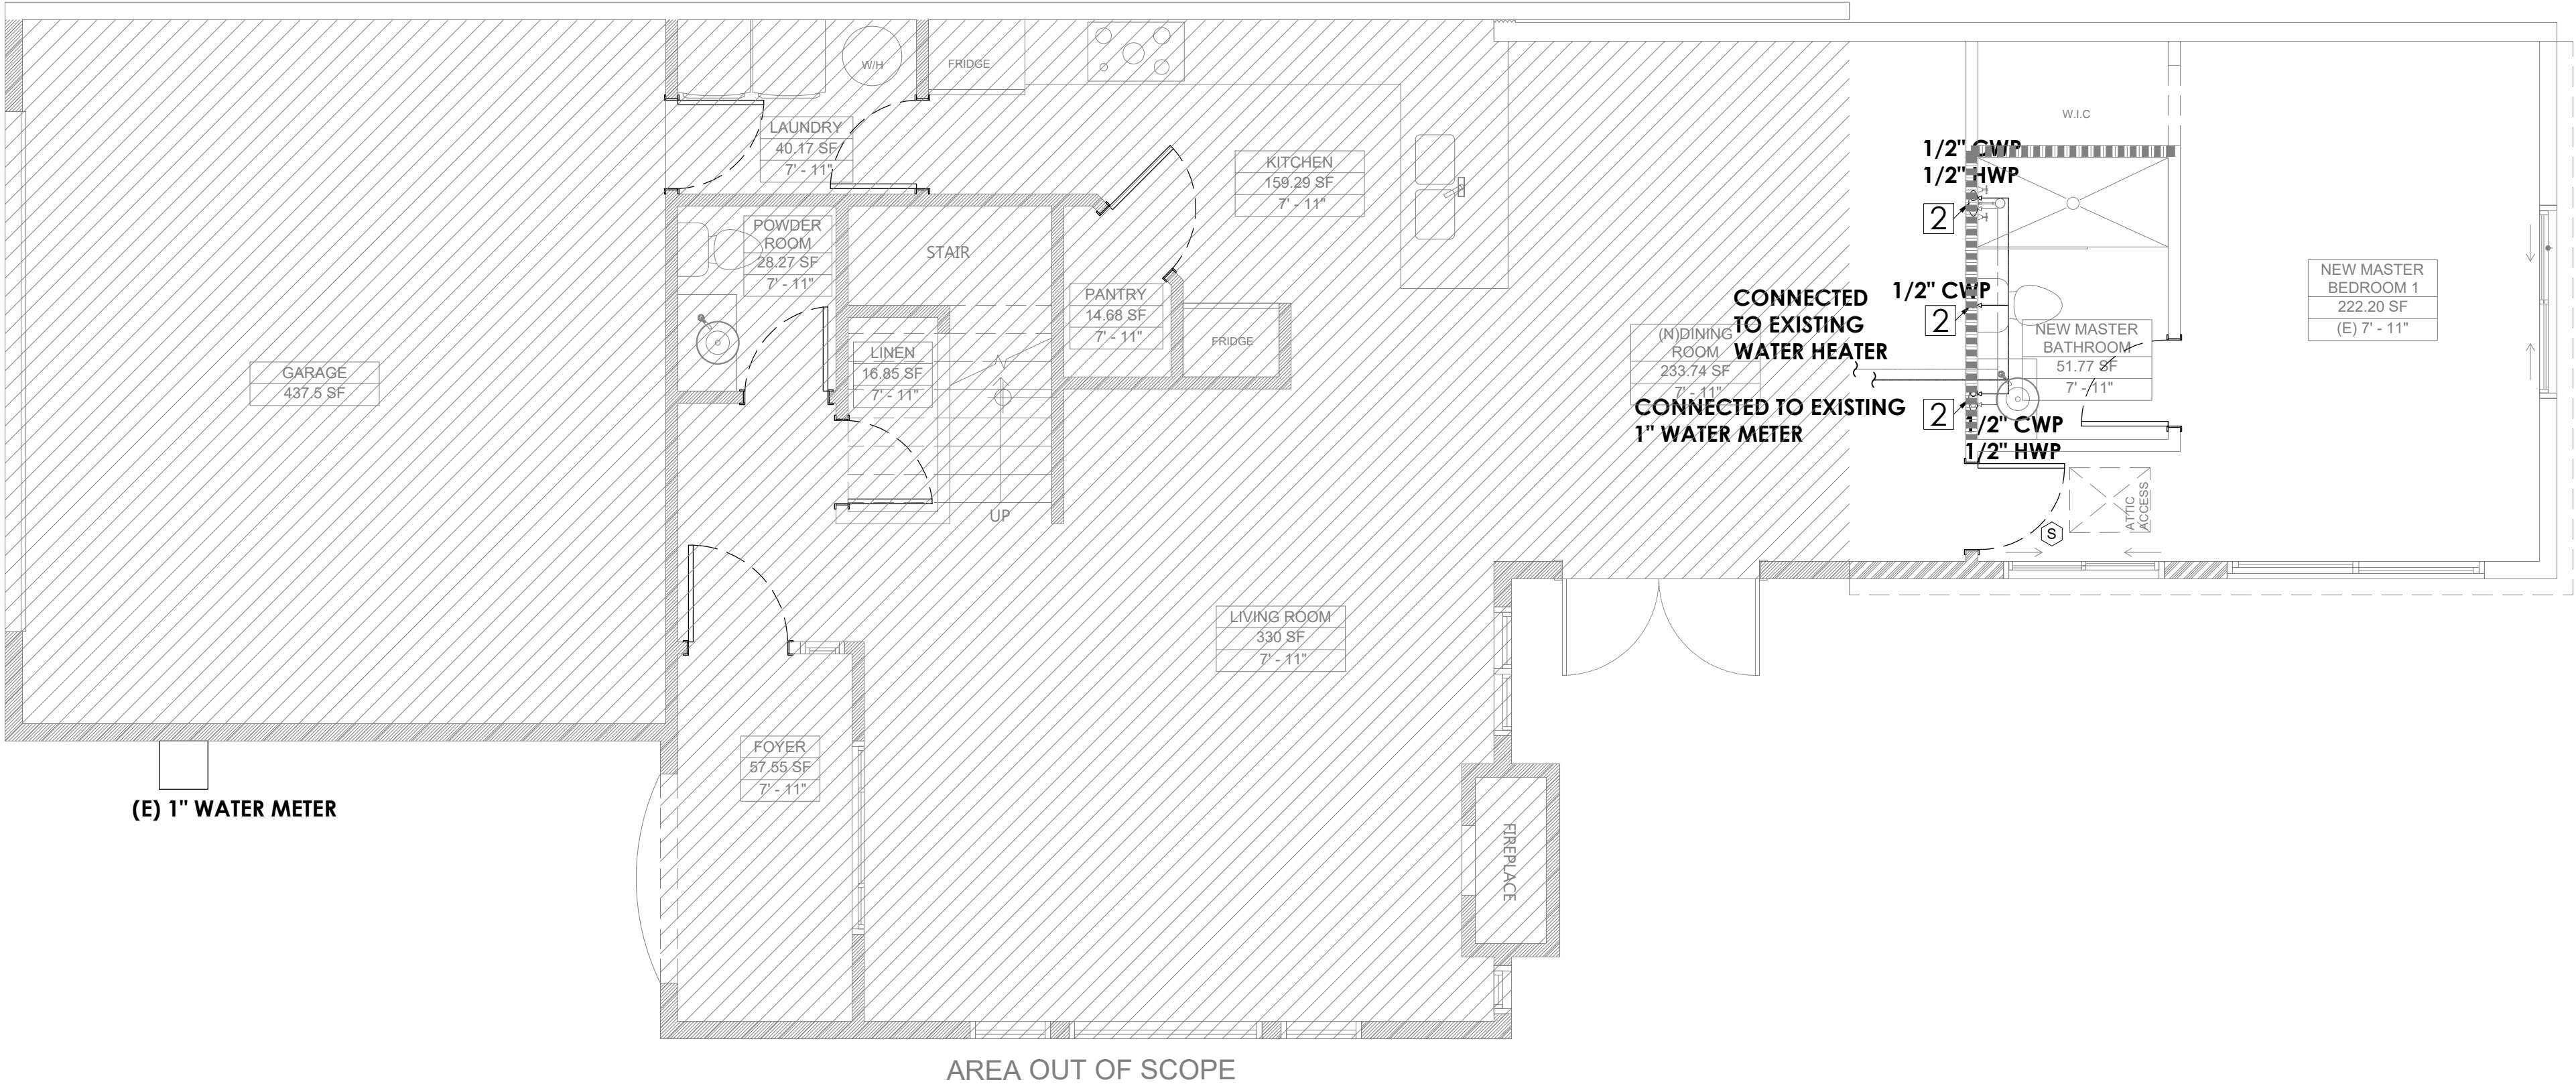 W/H
FRIDGE
LAUNDRY
40.17 SF
7' - 11"
KITCHEN
159.29 SF
7' - 11"
W.I.C
1/2" CWP
1/2" HWP
2
POWDER
ROOM
28.27 SF
7' - 11"
STAIR
PANTRY
14.68 SF
7' - 11"
FRIDGE
LINEN
16.85 SF
7' - 11"
UP
GARAGE
437.5 SF
CONNECTED
TO EXISTING
WATER HEATER
1/2" CWP
2
(N)DINING
ROOM
233.74 SF
7' - 11"
CONNECTED TO EXISTING
1" WATER METER
2
1/2" CWP
1/2" HWP
NEW MASTER
BATHROOM
51.77 SF
7' - 11"
NEW MASTER
BEDROOM 1
222.20 SF
(E) 7' - 11"
ATTIC
ACCESS
S
LIVING ROOM
330 SF
7' - 11"
FOYER
57.55 SF
7' - 11"
(E) 1" WATER METER
FIREPLACE
AREA OUT OF SCOPE